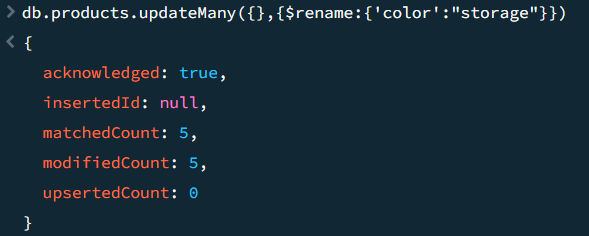 > db.products.updateMany({},{$rename:{'color':"storage"}})
< {
acknowledged: true,
insertedId: null,
matchedCount: 5,
modifiedCount: 5,
upsertedCount: 0
}